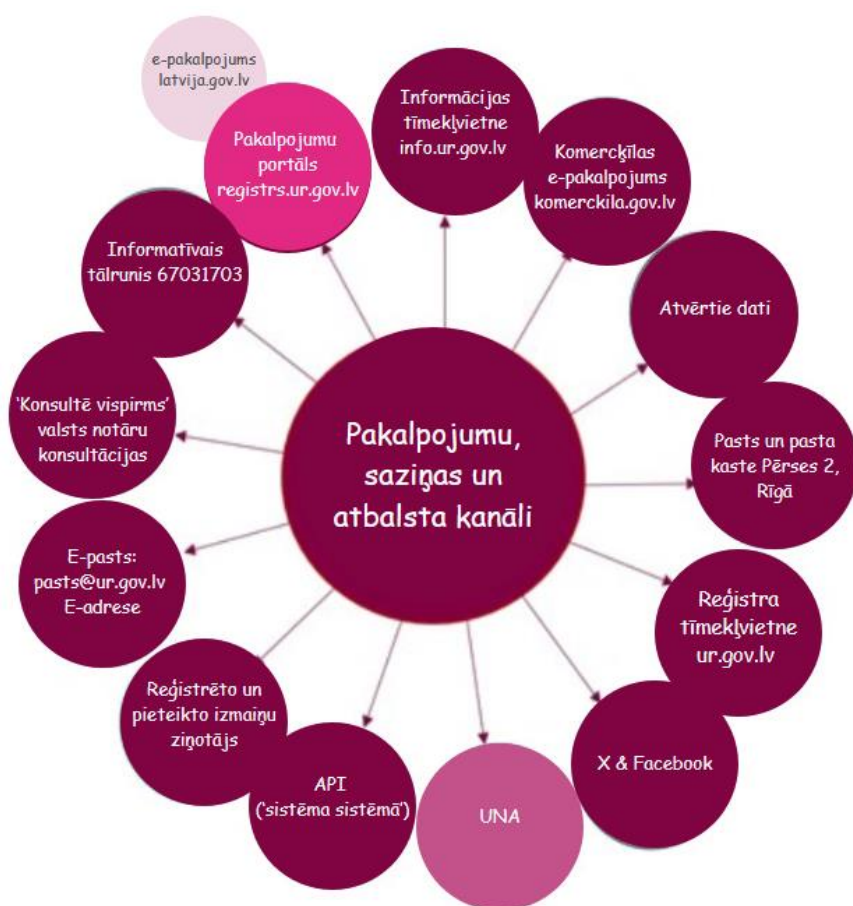 e-pakalpojums
latvija.gov.lv
Pakalpojumu
portāls
registrs.ur.gov.lv
Informācijas
tīmekļvietne
info.ur.gov.lv
Komercķīlas
e-pakalpojums
komerckila.gov.lv
Atvērtie dati
Pasts un pasta
kaste Pērses 2,
Rīgā
Reģistra
tīmekļvietne
ur.gov.lv
X & Facebook
UNA
API
('sistēma sistēmā')
Reģistrēto un
pieteikto izmaiņu
ziņotājs
E-pasts:
pasts@ur.gov.lv
E-adrese
'Konsultē vispirms'
valsts notāru
konsultācijas
Informatīvais
tālrunis 67031703
Pakalpojumu,
saziņas un
atbalsta kanāli